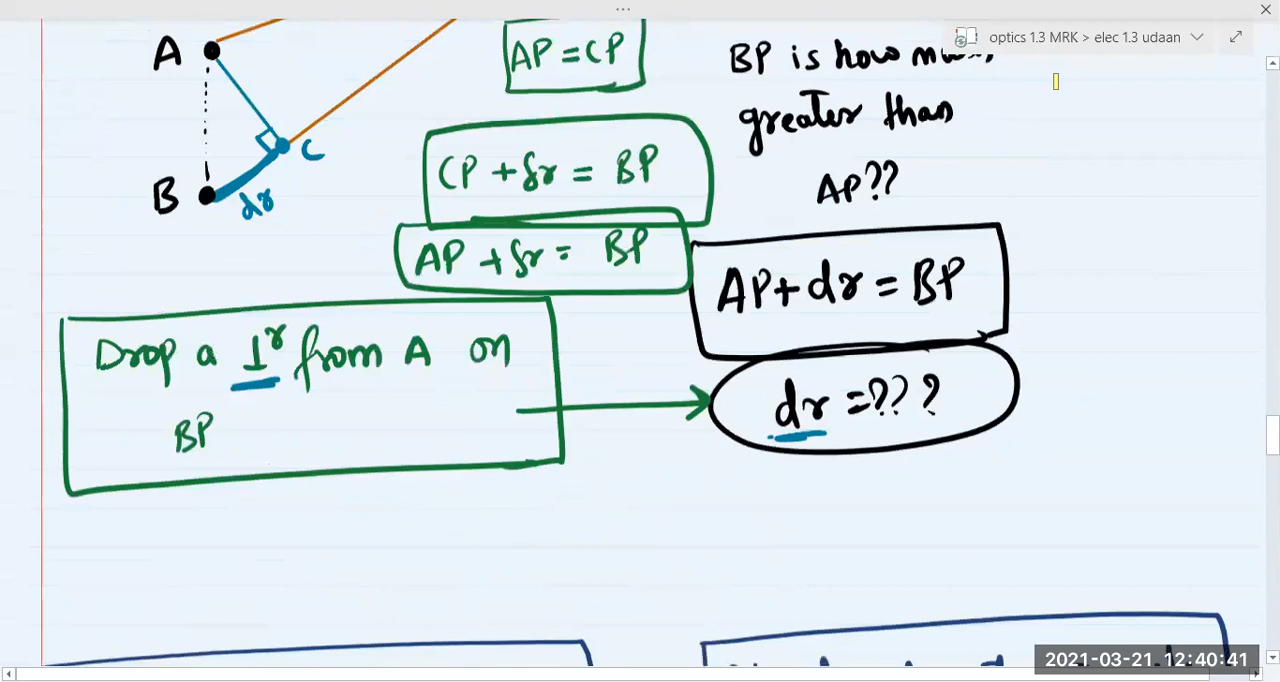 optics 1.3 MRK > elec 1.3 udaan
A
B
C
dr
AP = CP
CP + δr = BP
AP + δr = BP
BP is how
greater than
AP??
AP + dr = BP
Drop a ⊥r from A on
BP
dr = ???
2021-03-21 12:40:41